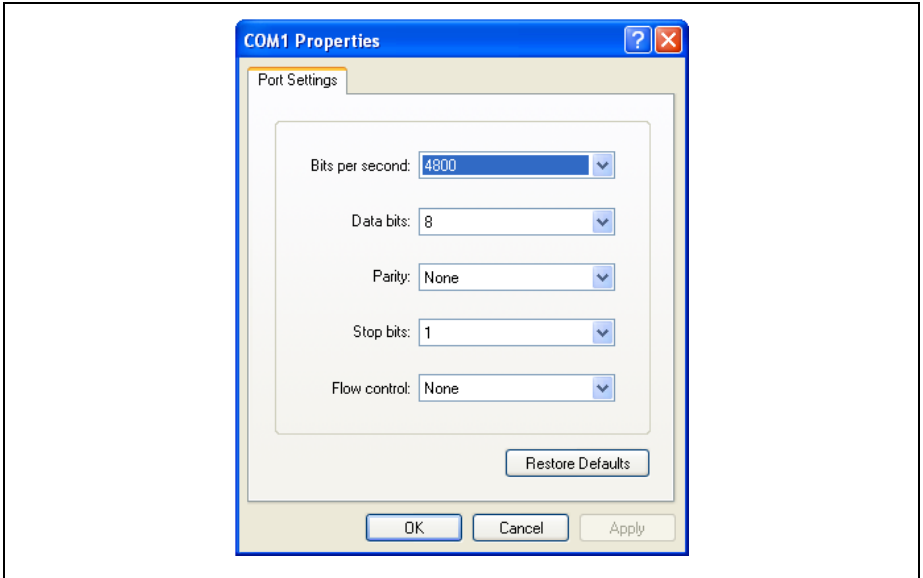 COM1 Properties
Port Settings
Bits per second: 4800
Data bits: 8
Parity: None
Stop bits: 1
Flow control: None
Restore Defaults
OK Cancel Apply